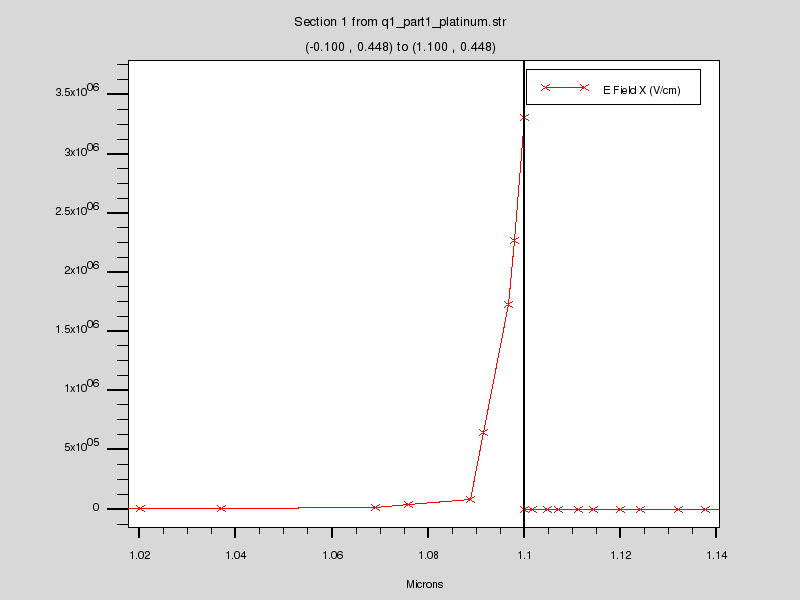 Section 1 from q1_part1_platinum.str
(-0.100 , 0.448) to (1.100 , 0.448)
E Field X (V/cm)
3.5x10^06
3x10^06
2.5x10^06
2x10^06
1.5x10^06
1x10^06
5x10^05
0
1.02 1.04 1.06 1.08 1.1 1.12 1.14
Microns